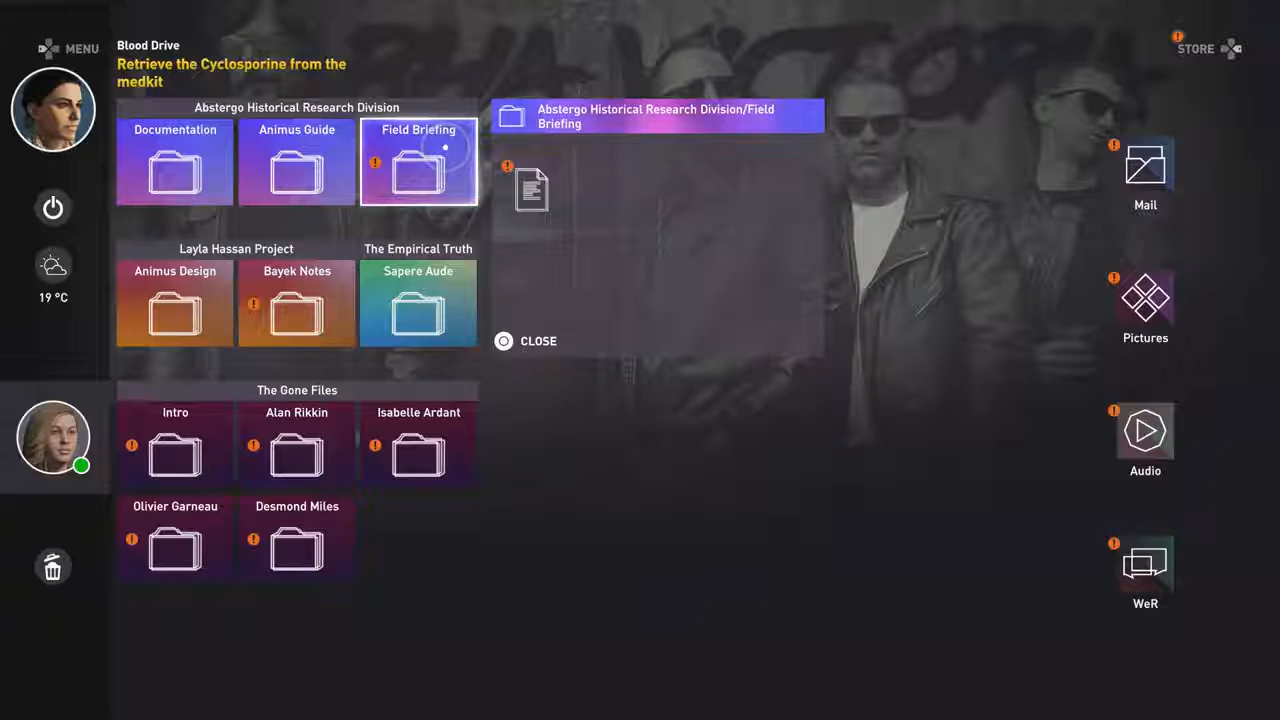 MENU
Blood Drive
Retrieve the Cyclosporine from the
medkit
STORE
Abstergo Historical Research Division
Documentation
Animus Guide
Field Briefing
Abstergo Historical Research Division/Field
Briefing
Layla Hassan Project
The Empirical Truth
Animus Design
Bayek Notes
Sapere Aude
19 °C
CLOSE
The Gone Files
Intro
Alan Rikkin
Isabelle Ardant
Olivier Garneau
Desmond Miles
Mail
Pictures
Audio
WeR